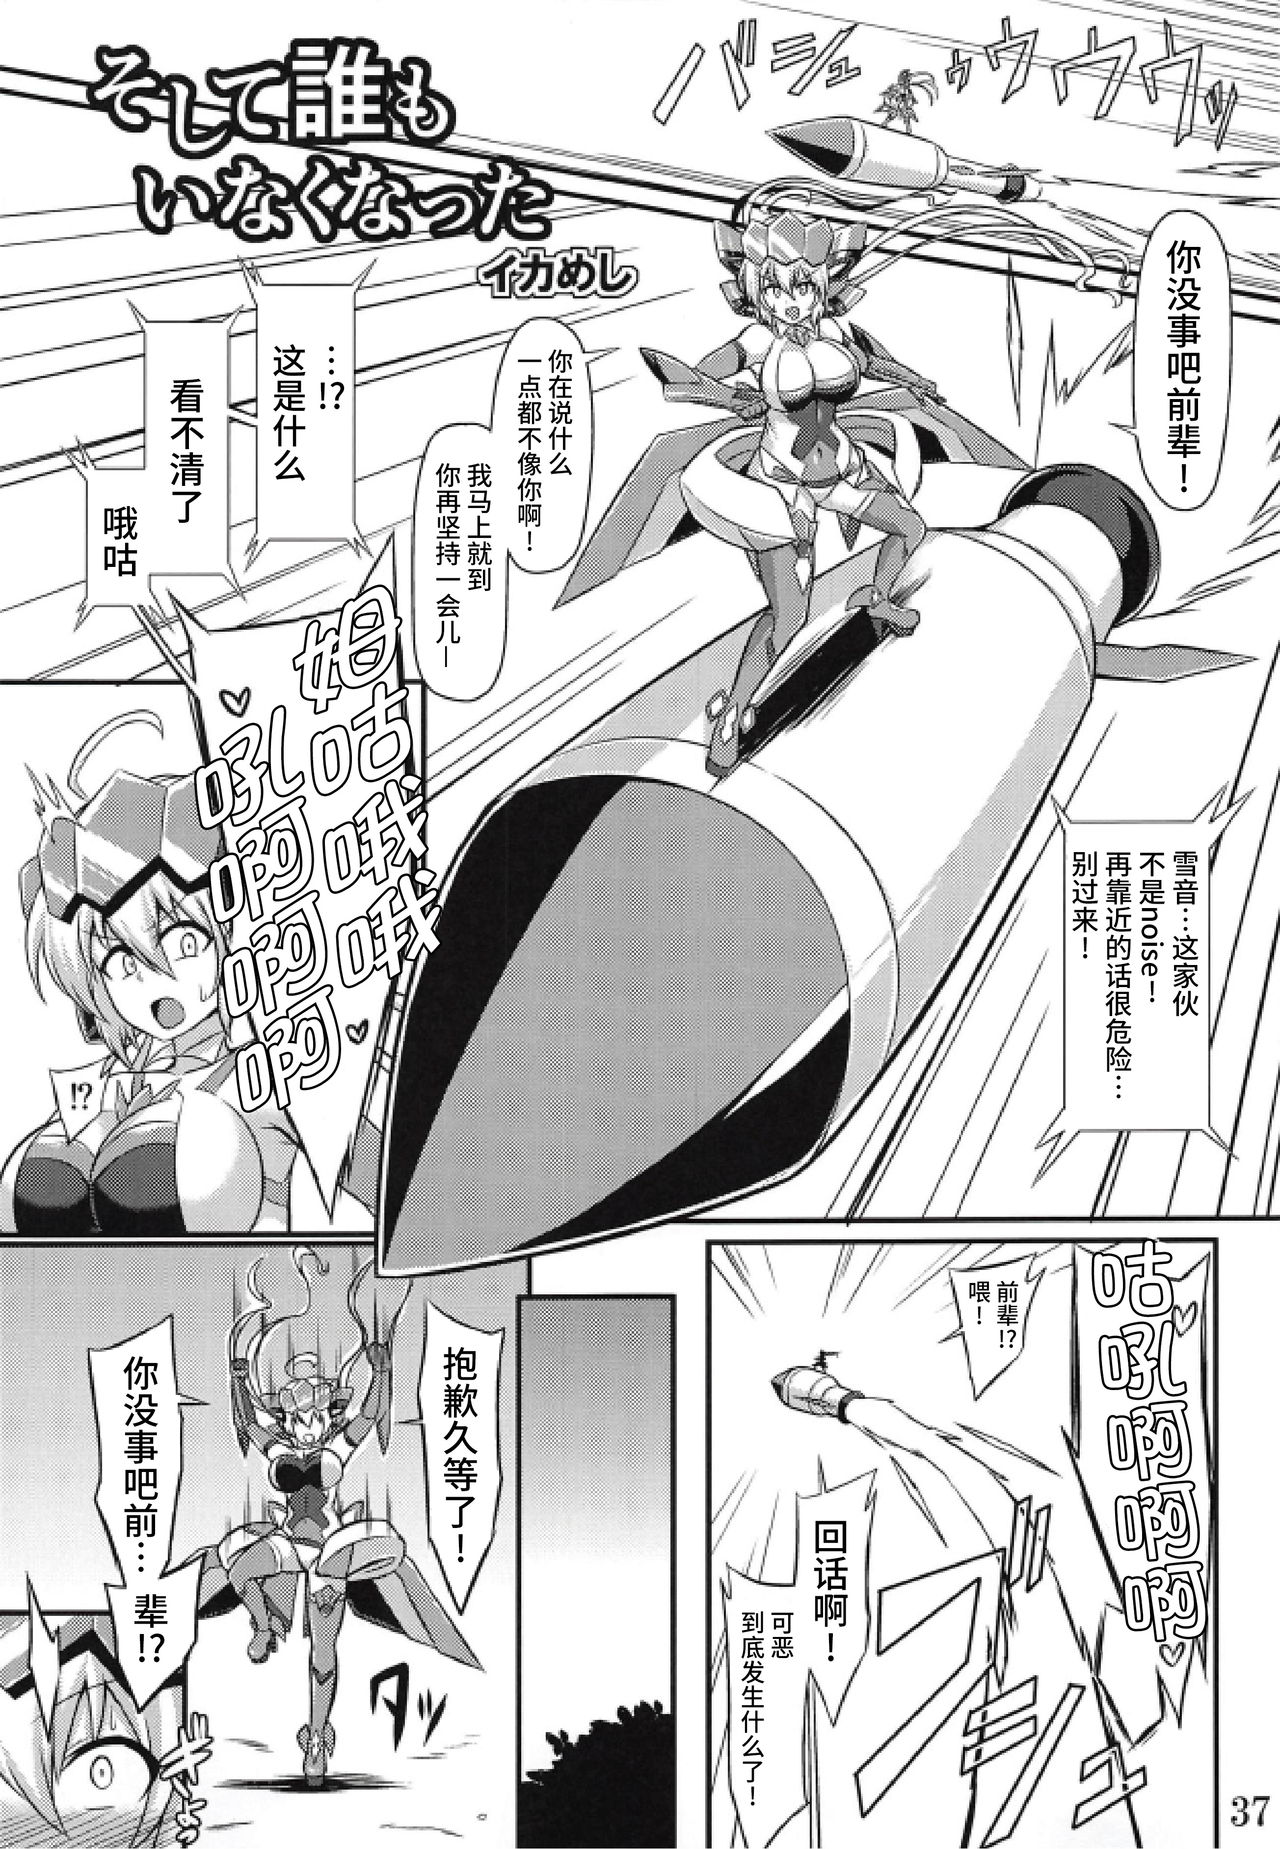 そして誰も
いなくなった
イカめし
バシュゥゥウウウッ
你没事吧前辈！
你在说什么
一点都不像你啊！
我马上就到
你再坚持一会儿—
…!?
这是什么
看不清了
哦咕
雪音…这家伙
不是noise！
再靠近的话很危险…
别过来！
姆咕哦哦
吼啊啊啊
!?
咕吼啊啊啊
前辈!?
喂！
回话啊！
可恶
到底发生什么了！
バシュ
抱歉久等了！
你没事吧前…
辈!?
タッ
37